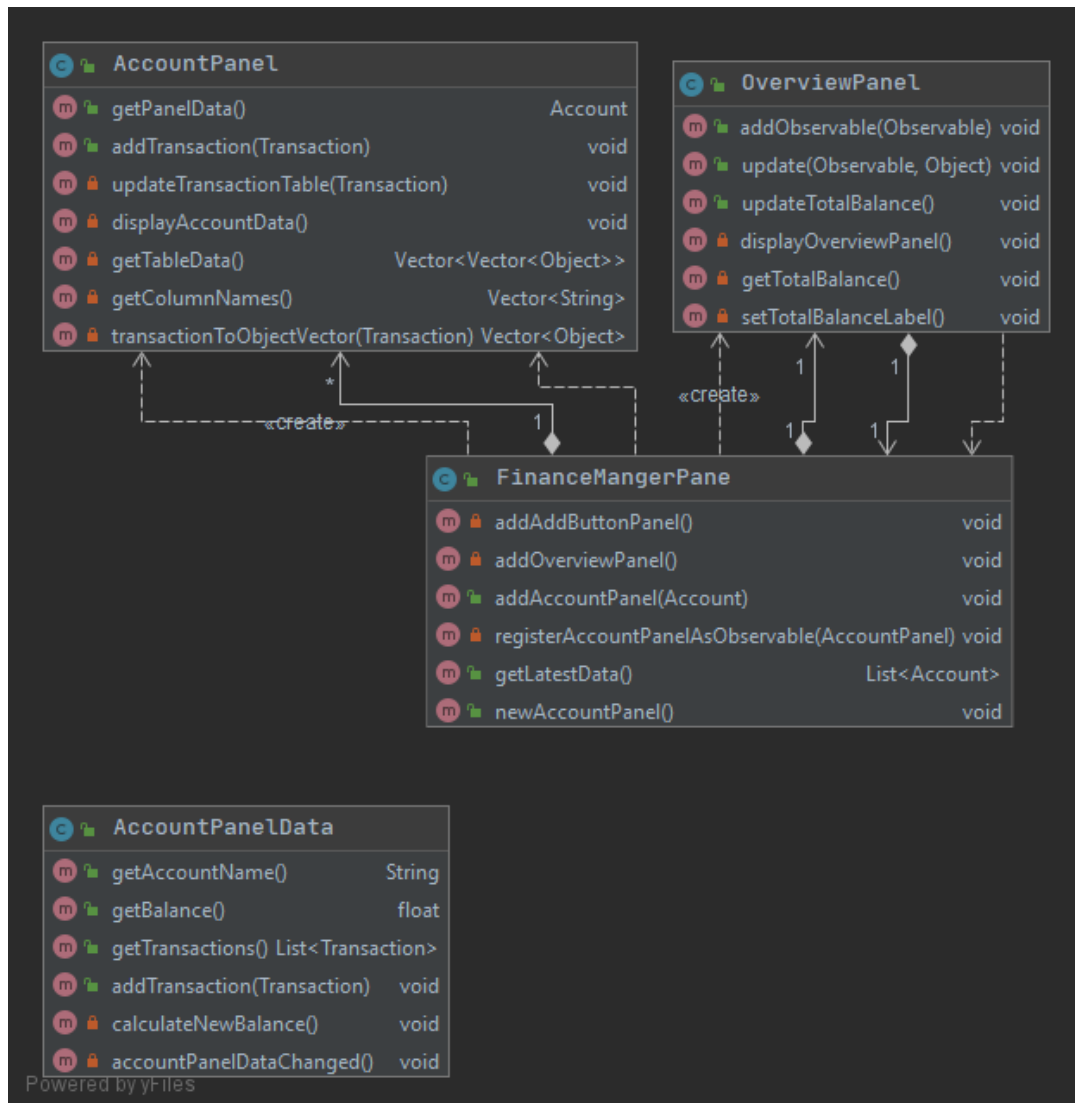 AccountPanel
getPanelData() Account
addTransaction(Transaction) void
updateTransactionTable(Transaction) void
displayAccountData() void
getTableData() Vector<Vector<Object>>
getColumnNames() Vector<String>
transactionToObjectVector(Transaction) Vector<Object>
OverviewPanel
addObservable(Observable) void
update(Observable, Object) void
updateTotalBalance() void
displayOverviewPanel() void
getTotalBalance() void
setTotalBalanceLabel() void
*
«create»
1
«create»
1
1
1
1
FinanceMangerPane
addAddButtonPanel() void
addOverviewPanel() void
addAccountPanel(Account) void
registerAccountPanelAsObservable(AccountPanel) void
getLatestData() List<Account>
newAccountPanel() void
AccountPanelData
getAccountName() String
getBalance() float
getTransactions() List<Transaction>
addTransaction(Transaction) void
calculateNewBalance() void
accountPanelDataChanged() void
Powered by yFiles